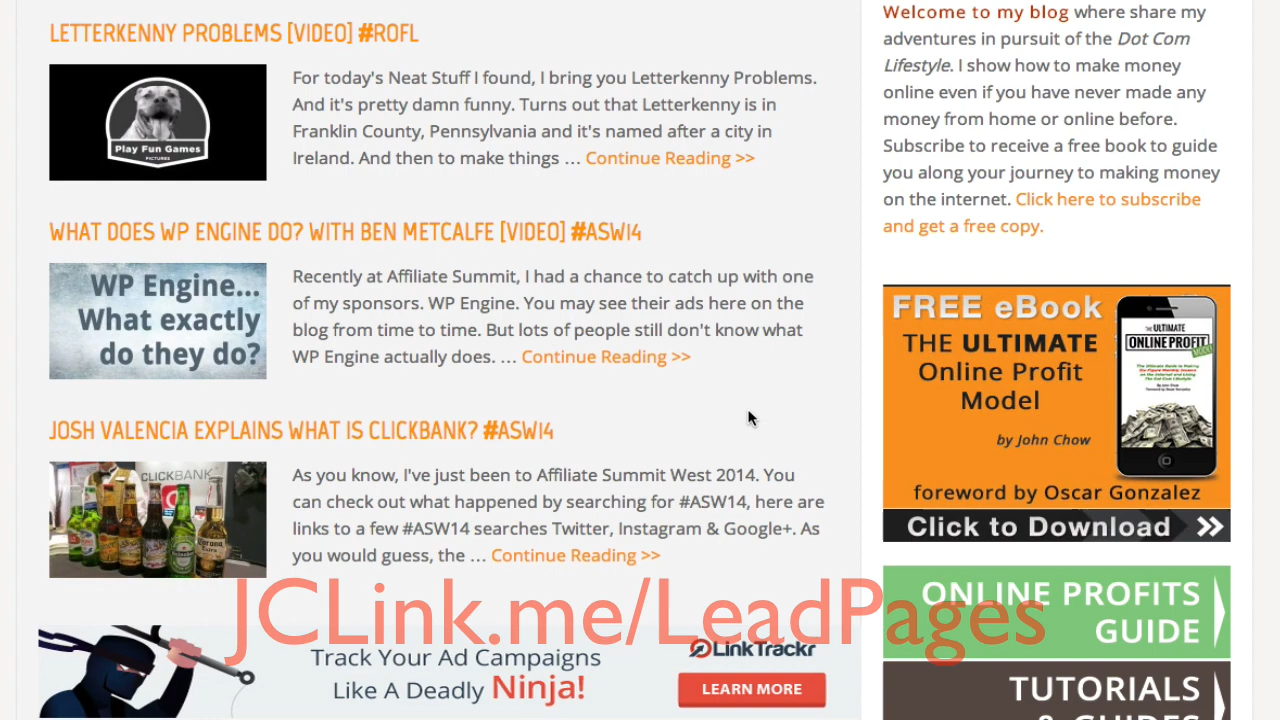 LETTERKENNY PROBLEMS [VIDEO] #ROFL
Play Fun Games
PICTURES
For today's Neat Stuff I found, I bring you Letterkenny Problems.
And it's pretty damn funny. Turns out that Letterkenny is in
Franklin County, Pennsylvania and it's named after a city in
Ireland. And then to make things … Continue Reading >>
WHAT DOES WP ENGINE DO? WITH BEN METCALFE [VIDEO] #ASW14
WP Engine...
What exactly
do they do?
Recently at Affiliate Summit, I had a chance to catch up with one
of my sponsors. WP Engine. You may see their ads here on the
blog from time to time. But lots of people still don't know what
WP Engine actually does. … Continue Reading >>
JOSH VALENCIA EXPLAINS WHAT IS CLICKBANK? #ASW14
CLICKBANK
As you know, I've just been to Affiliate Summit West 2014. You
can check out what happened by searching for #ASW14, here are
links to a few #ASW14 searches Twitter, Instagram & Google+. As
you would guess, the … Continue Reading >>
JCLink.me/LeadPages
Track Your Ad Campaigns
Like A Deadly Ninja!
LinkTrackr
LEARN MORE
Welcome to my blog where share my
adventures in pursuit of the Dot Com
Lifestyle. I show how to make money
online even if you have never made any
money from home or online before.
Subscribe to receive a free book to guide
you along your journey to making money
on the internet. Click here to subscribe
and get a free copy.
FREE eBook
THE ULTIMATE
Online Profit
Model
by John Chow
The ULTIMATE
ONLINE PROFIT
MODEL
foreword by Oscar Gonzalez
Click to Download
ONLINE PROFITS
GUIDE
TUTORIALS
& GUIDES